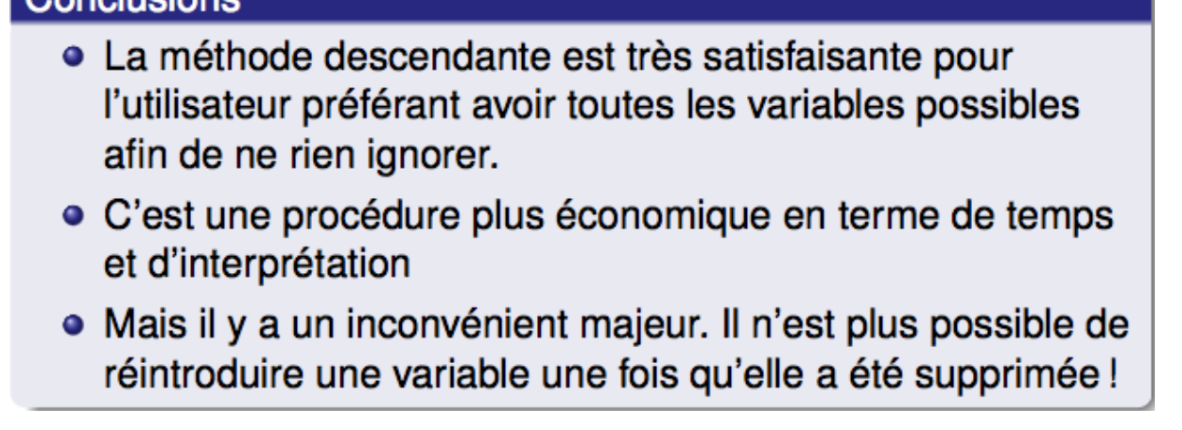 Conclusions
La méthode descendante est très satisfaisante pour
l'utilisateur préférant avoir toutes les variables possibles
afin de ne rien ignorer.
C'est une procédure plus économique en terme de temps
et d'interprétation
Mais il y a un inconvénient majeur. Il n'est plus possible de
réintroduire une variable une fois qu'elle a été supprimée !